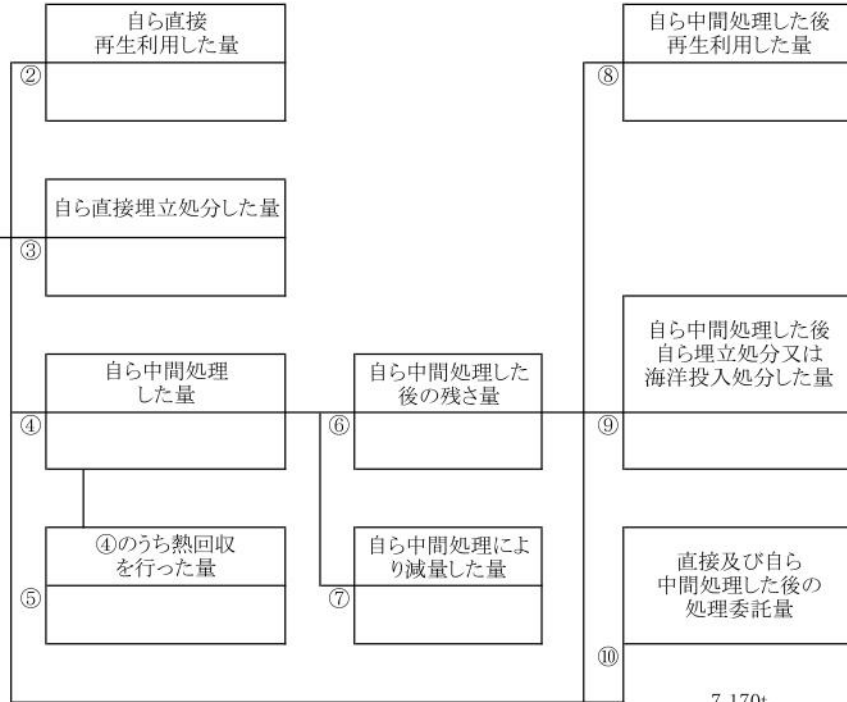 自ら直接
再生利用した量
②
自ら中間処理した後
再生利用した量
⑧
自ら直接埋立処分した量
③
自ら中間処理
した量
④
自ら中間処理した
後の残さ量
⑥
自ら中間処理した後
自ら埋立処分又は
海洋投入処分した量
⑨
④のうち熱回収
を行った量
⑤
自ら中間処理によ
り減量した量
⑦
直接及び自ら
中間処理した後の
処理委託量
⑩
7,170t